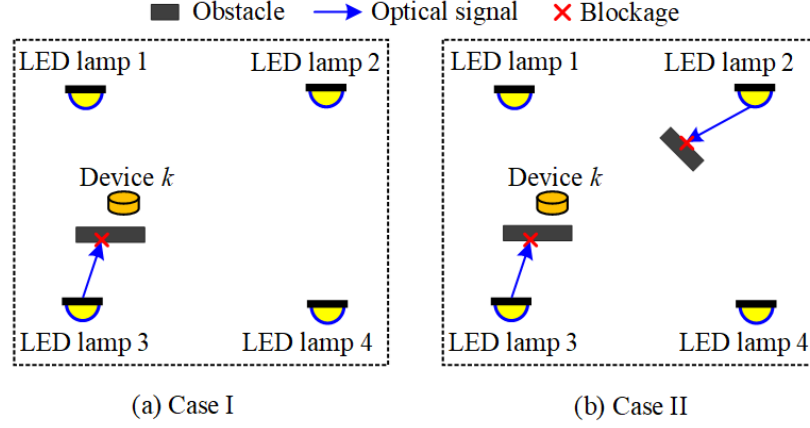 Obstacle Optical signal Blockage
LED lamp 1 LED lamp 2
Device k
LED lamp 3 LED lamp 4
(a) Case I
LED lamp 1 LED lamp 2
Device k
LED lamp 3 LED lamp 4
(b) Case II